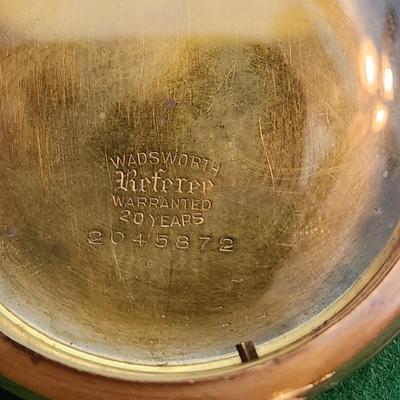 WADSWORTH
Referee
WARRANTED
20 YEARS
2045872